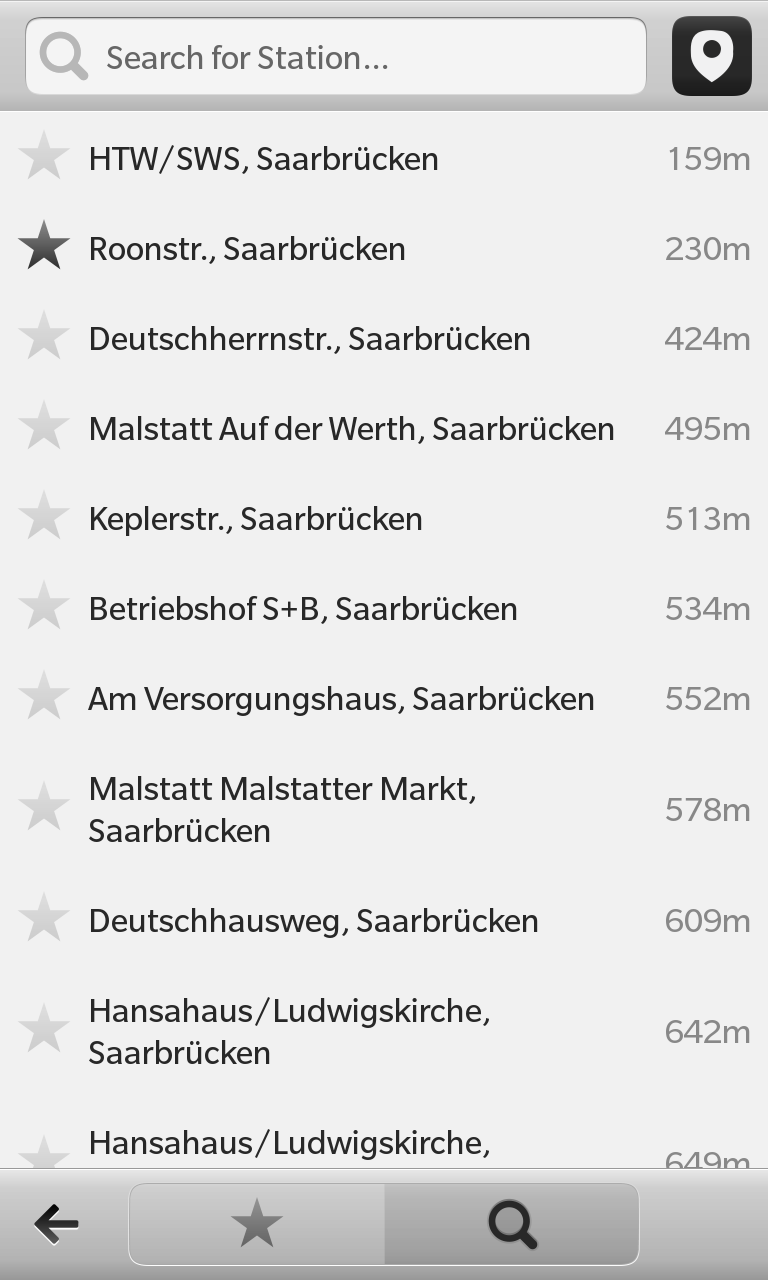 Search for Station...
HTW/SWS, Saarbrücken 159m
Roonstr., Saarbrücken 230m
Deutschherrnstr., Saarbrücken 424m
Malstatt Auf der Werth, Saarbrücken 495m
Keplerstr., Saarbrücken 513m
Betriebshof S+B, Saarbrücken 534m
Am Versorgungshaus, Saarbrücken 552m
Malstatt Malstatter Markt,
Saarbrücken
578m
Deutschhausweg, Saarbrücken 609m
Hansahaus/Ludwigskirche,
Saarbrücken
642m
Hansahaus/Ludwigskirche,
649m